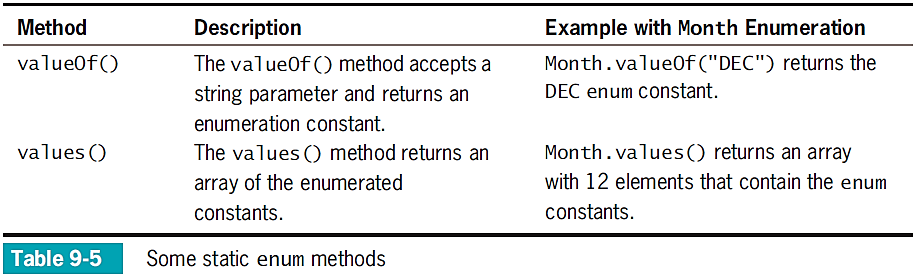 Method Description Example with Month Enumeration
valueOf() The valueOf() method accepts a Month.valueOf("DEC") returns the
string parameter and returns an DEC enum constant.
enumeration constant.
values() The values() method returns an Month.values() returns an array
array of the enumerated with 12 elements that contain the enum
constants. constants.
Table 9-5 Some static enum methods